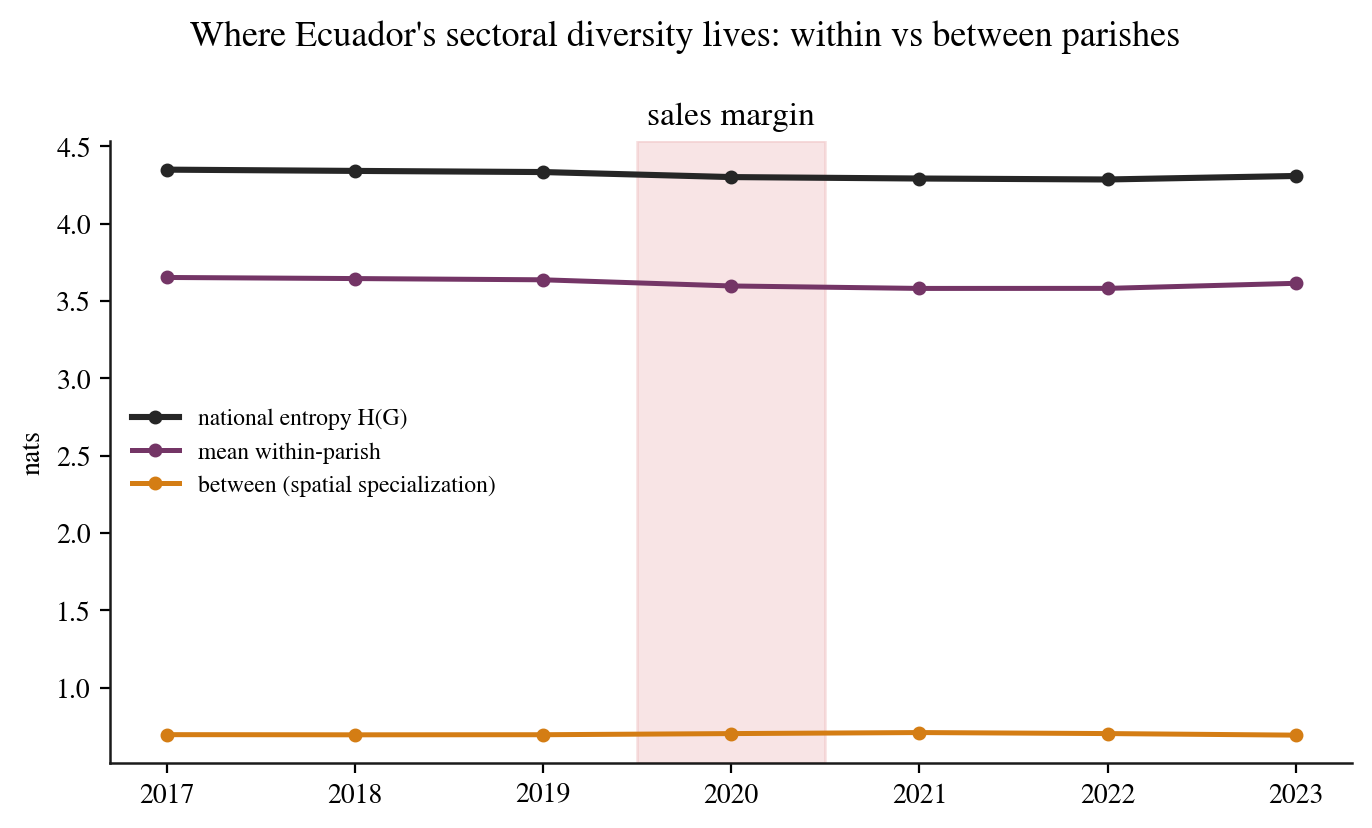 Where Ecuador's sectoral diversity lives: within vs between parishes
sales margin
4.5
4.0
3.5
3.0
2.5
2.0
1.5
1.0
nats
national entropy H(G)
mean within-parish
between (spatial specialization)
2017 2018 2019 2020 2021 2022 2023